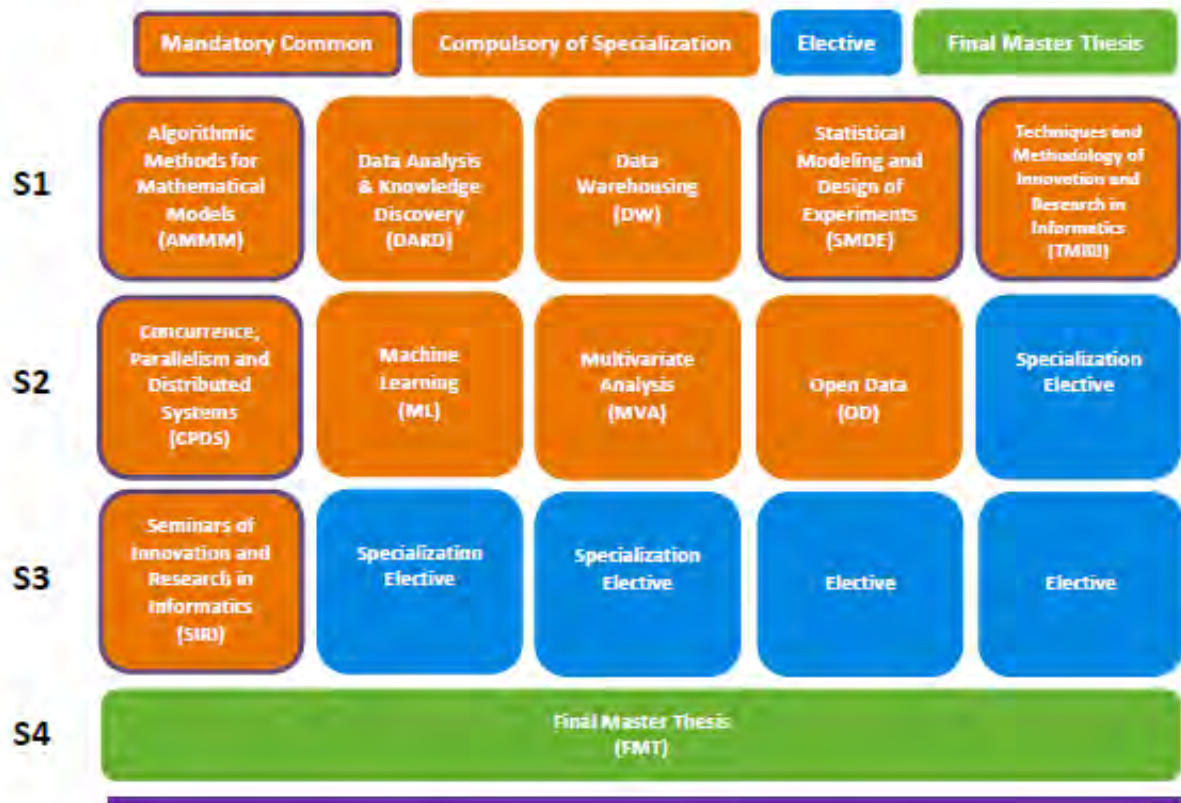 Mandatory Common
Compulsory of Specialization
Elective
Final Master Thesis
S1
Algorithmic
Methods for
Mathematical
Models
(AMMM)
Data Analysis
& Knowledge
Discovery
(DAKD)
Data
Warehousing
(DW)
Statistical
Modeling and
Design of
Experiments
(SMDE)
Techniques and
Methodology of
Innovation and
Research in
Informatics
(TMIRI)
S2
Concurrence,
Parallelism and
Distributed
Systems
(CPDS)
Machine
Learning
(ML)
Multivariate
Analysis
(MVA)
Open Data
(OD)
Specialization
Elective
S3
Seminars of
Innovation and
Research in
Informatics
(SIRI)
Specialization
Elective
Specialization
Elective
Elective
Elective
S4
Final Master Thesis
(FMT)